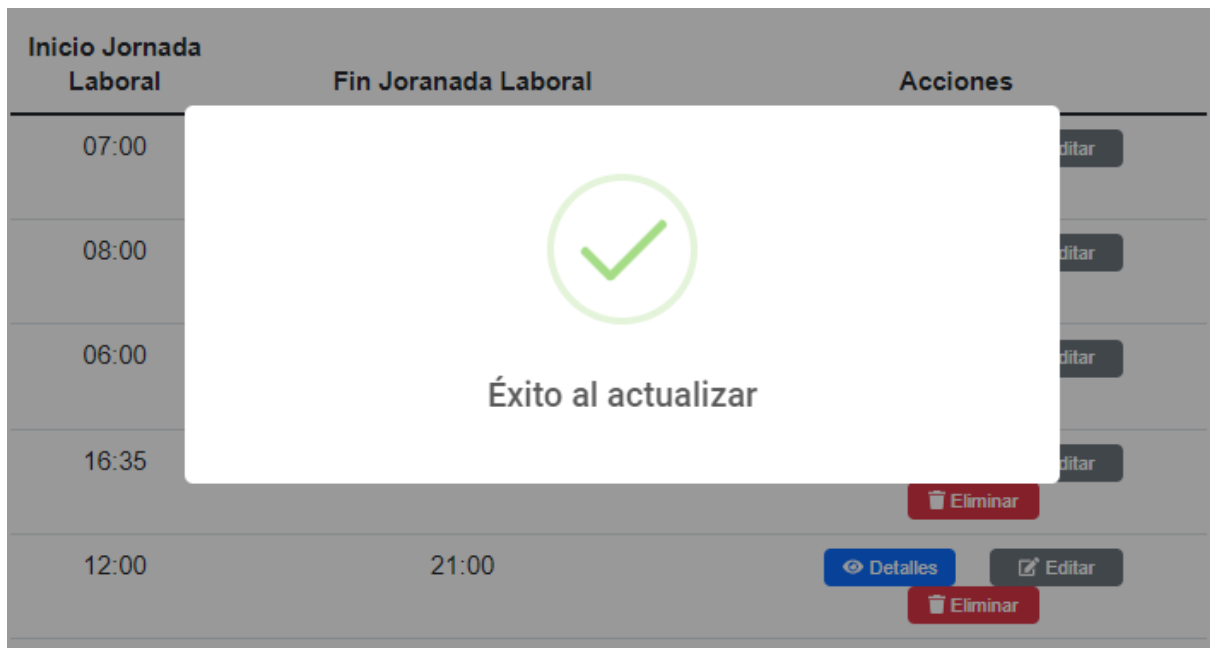 Inicio Jornada
Laboral Fin Joranada Laboral Acciones
07:00 ditar
08:00 ditar
06:00 ditar
Éxito al actualizar
16:35 ditar
Eliminar
12:00 21:00 Detalles Editar
Eliminar